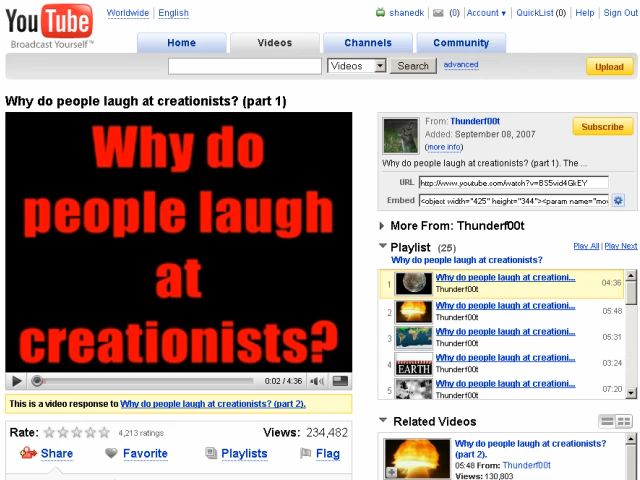 YouTube
Broadcast Yourself™
Worldwide | English
shanedk | (0) | Account ▼ | QuickList (0) | Help | Sign Out
Home
Videos
Channels
Community
Videos
Search
advanced
Upload
Why do people laugh at creationists? (part 1)
Why do
people laugh
at
creationists?
0:02 / 4:36
This is a video response to Why do people laugh at creationists? (part 2).
Rate:
4,213 ratings
Views: 234,482
Share
Favorite
Playlists
Flag
From: Thunderf00t
Added: September 08, 2007
(more info)
Subscribe
Why do people laugh at creationists? (part 1). The ...
URL
http://www.youtube.com/watch?v=BS5vid4GkEY
Embed
<object width="425" height="344"><param name="mov
More From: Thunderf00t
Playlist (25)
Play All | Play Next
Why do people laugh at creationists?
1
Why do people laugh at creationi...
Thunderf00t
04:36
2
Why do people laugh at creationi...
Thunderf00t
05:48
3
Why do people laugh at creationi...
Thunderf00t
05:31
4
EARTH
Why do people laugh at creationi...
Thunderf00t
03:24
5
Why do people laugh at creationi...
Thunderf00t
07:20
Related Videos
Why do people laugh at creationists?
(part 2).
05:48 From: Thunderf00t
Views: 130,803